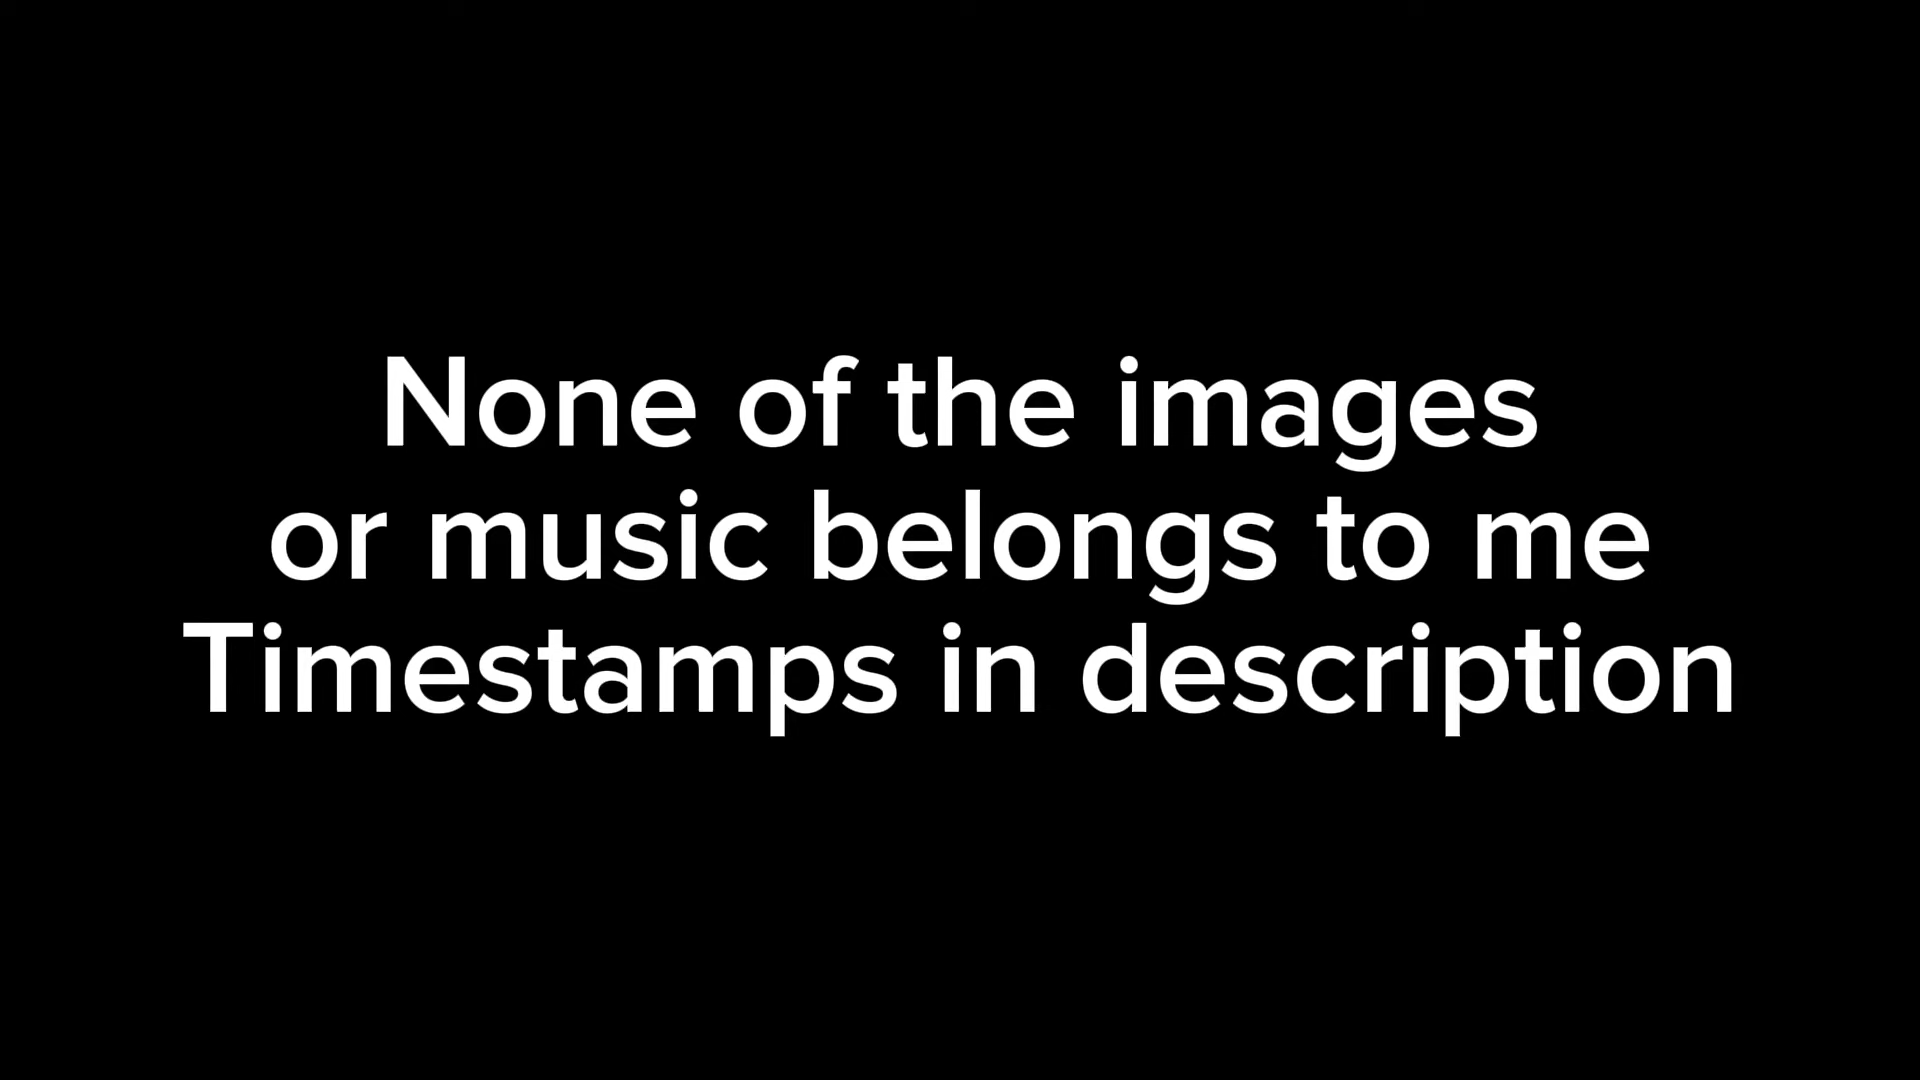 None of the images
or music belongs to me
Timestamps in description